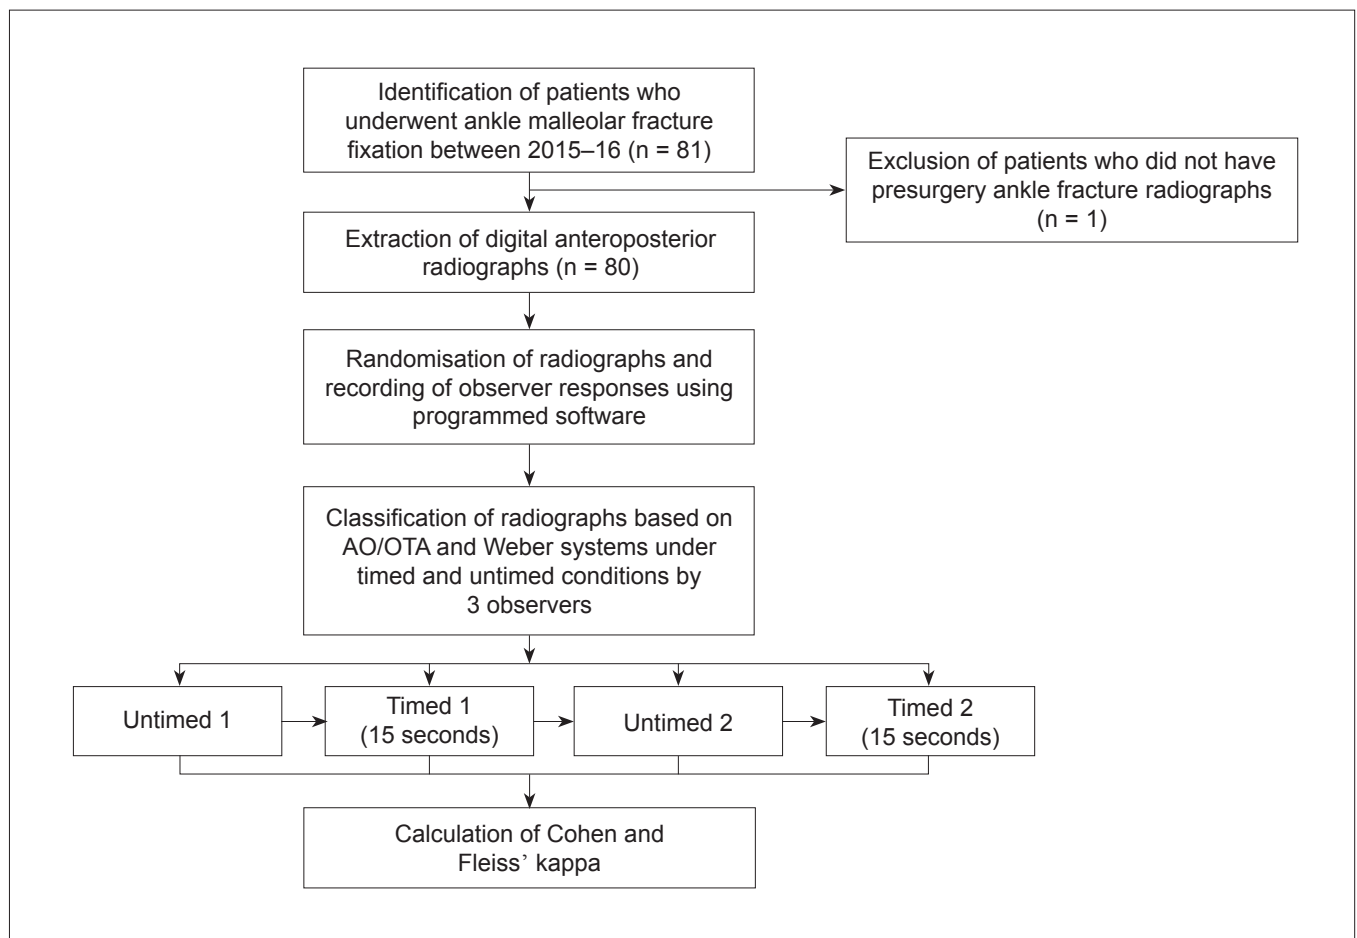 Identification of patients who
underwent ankle malleolar fracture
fixation between 2015–16 (n = 81)
Exclusion of patients who did not have
presurgery ankle fracture radiographs
(n = 1)
Extraction of digital anteroposterior
radiographs (n = 80)
Randomisation of radiographs and
recording of observer responses using
programmed software
Classification of radiographs based on
AO/OTA and Weber systems under
timed and untimed conditions by
3 observers
Untimed 1
Timed 1
(15 seconds)
Untimed 2
Timed 2
(15 seconds)
Calculation of Cohen and
Fleiss’ kappa